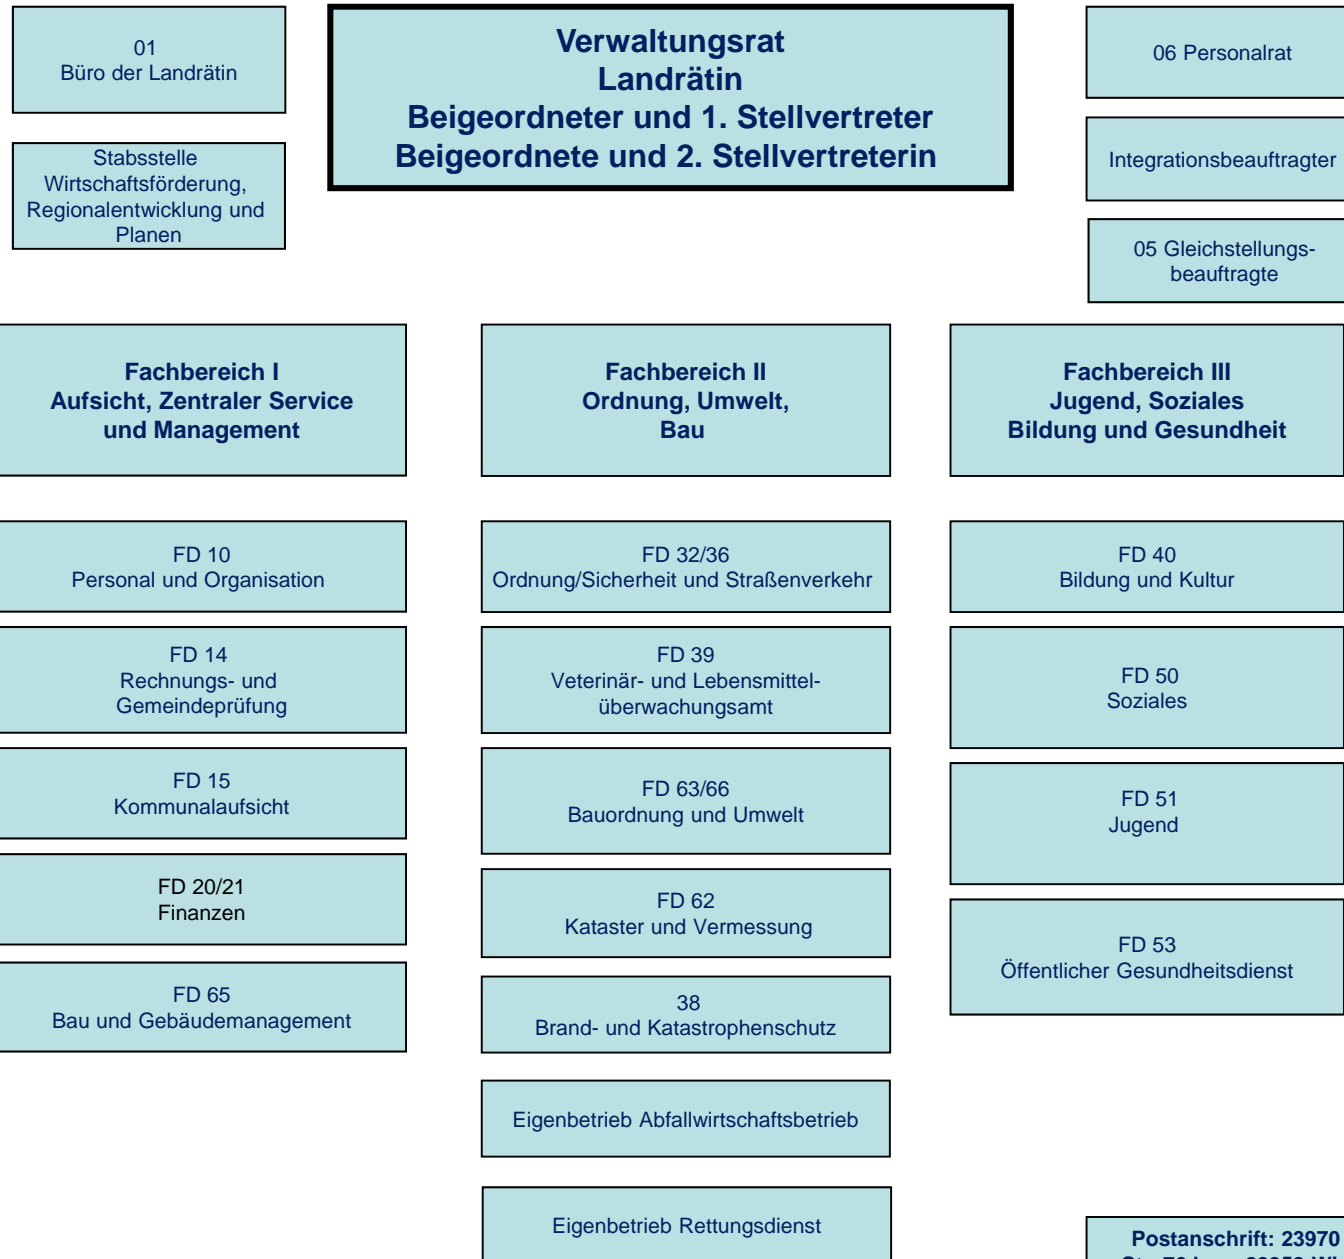 01
Büro der Landrätin
Verwaltungsrat
Landrätin
Beigeordneter und 1. Stellvertreter
Beigeordnete und 2. Stellvertreterin
06 Personalrat
Stabsstelle
Wirtschaftsförderung,
Regionalentwicklung und
Planen
Integrationsbeauftragter
05 Gleichstellungs-
beauftragte
Fachbereich I
Aufsicht, Zentraler Service
und Management
Fachbereich II
Ordnung, Umwelt,
Bau
Fachbereich III
Jugend, Soziales
Bildung und Gesundheit
FD 10
Personal und Organisation
FD 14
Rechnungs- und
Gemeindeprüfung
FD 15
Kommunalaufsicht
FD 20/21
Finanzen
FD 65
Bau und Gebäudemanagement
FD 32/36
Ordnung/Sicherheit und Straßenverkehr
FD 39
Veterinär- und Lebensmittel-
überwachungsamt
FD 63/66
Bauordnung und Umwelt
FD 62
Kataster und Vermessung
38
Brand- und Katastrophenschutz
Eigenbetrieb Abfallwirtschaftsbetrieb
Eigenbetrieb Rettungsdienst
FD 40
Bildung und Kultur
FD 50
Soziales
FD 51
Jugend
FD 53
Öffentlicher Gesundheitsdienst
Postanschrift: 23970